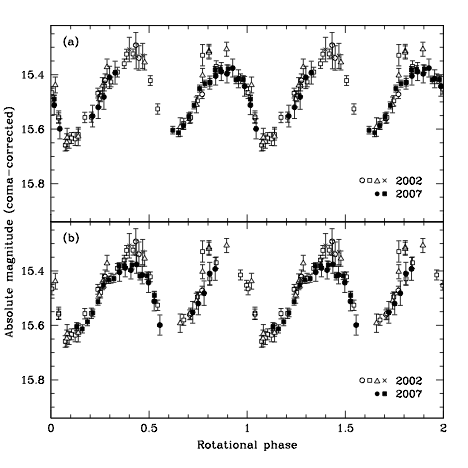 (a)
15.4
15.6
15.8
○□△× 2002
●■ 2007
Absolute magnitude (coma-corrected)
(b)
15.4
15.6
15.8
○□△× 2002
●■ 2007
0 0.5 1 1.5 2
Rotational phase